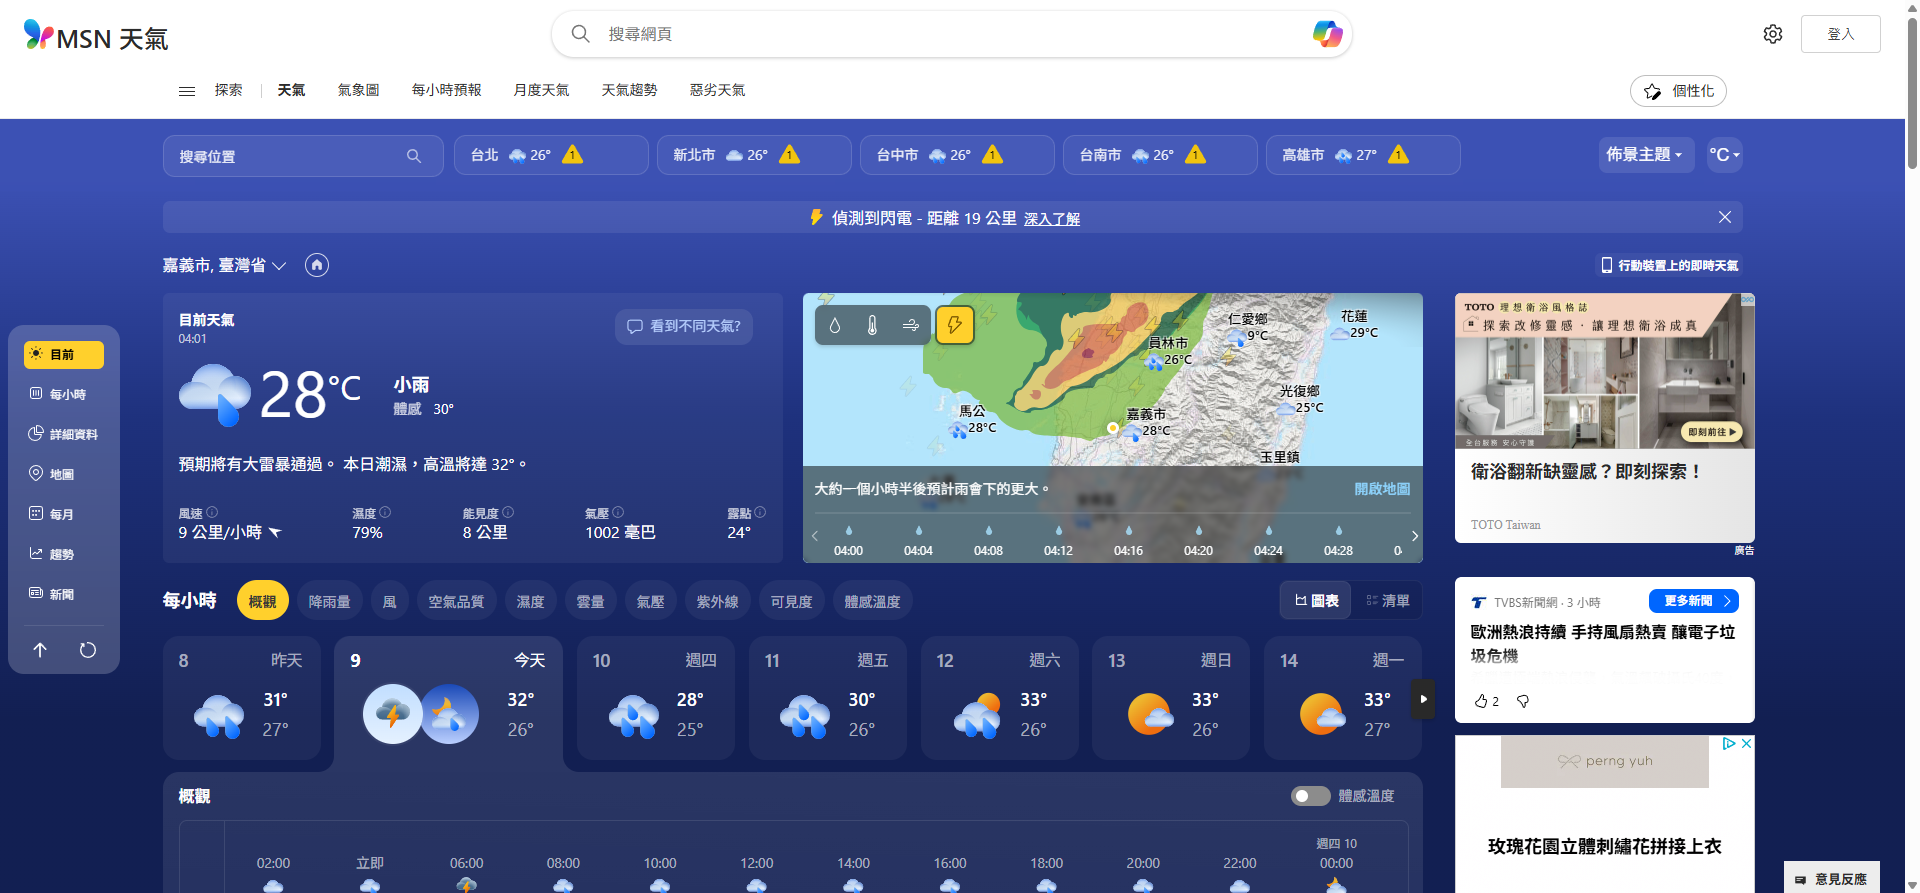 MSN 天氣
搜尋網頁
登入
探索
天氣
氣象圖
每小時預報
月度天氣
天氣趨勢
惡劣天氣
個性化
搜尋位置
台北 26° 1
新北市 26° 1
台中市 26° 1
台南市 26° 1
高雄市 27° 1
佈景主題
°C
偵測到閃電 - 距離 19 公里 深入了解
嘉義市, 臺灣省
行動裝置上的即時天氣
目前
每小時
詳細資料
地圖
每月
趨勢
新聞
目前天氣
04:01
看到不同天氣?
28°C
小雨
體感 30°
預期將有大雷暴通過。 本日潮濕，高溫將達 32°。
風速
9 公里/小時
濕度
79%
能見度
8 公里
氣壓
1002 毫巴
露點
24°
仁愛鄉
9°C
花蓮
29°C
員林市
26°C
光復鄉
25°C
馬公
28°C
嘉義市
28°C
玉里鎮
大約一個小時半後預計雨會下的更大。
開啟地圖
04:00 04:04 04:08 04:12 04:16 04:20 04:24 04:28
TOTO 理想衛浴風格誌
探索改修靈感．讓理想衛浴成真
全台服務 安心守護
即刻前往
衛浴翻新缺靈感？即刻探索！
TOTO Taiwan
廣告
每小時
概觀
降雨量
風
空氣品質
濕度
雲量
氣壓
紫外線
可見度
體感溫度
圖表
清單
8 昨天
31°
27°
9 今天
32°
26°
10 週四
28°
25°
11 週五
30°
26°
12 週六
33°
26°
13 週日
33°
26°
14 週一
33°
27°
TVBS新聞網 · 3 小時
更多新聞
歐洲熱浪持續 手持風扇熱賣 釀電子垃
圾危機
2
perng yuh
玫瑰花園立體刺繡花拼接上衣
概觀
體感溫度
週四 10
02:00 立即 06:00 08:00 10:00 12:00 14:00 16:00 18:00 20:00 22:00 00:00
意見反應